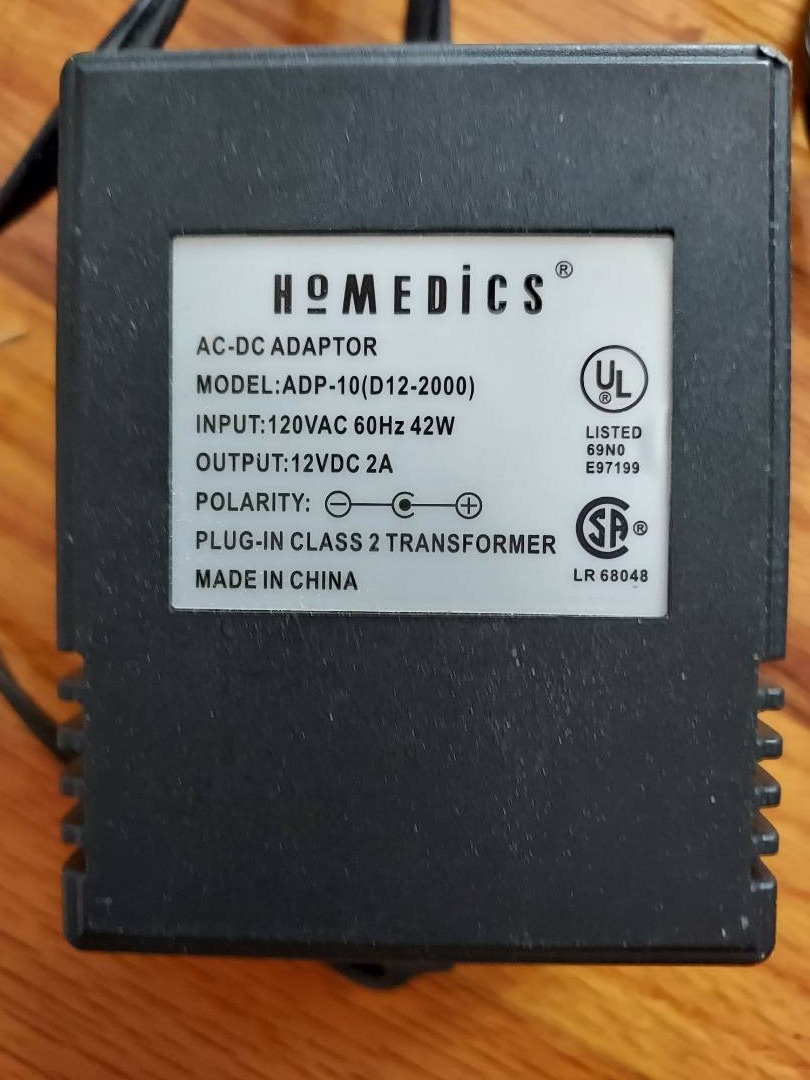 HoMEDiCS®
AC-DC ADAPTOR
MODEL:ADP-10(D12-2000)
INPUT:120VAC 60Hz 42W
OUTPUT:12VDC 2A
POLARITY: - +
PLUG-IN CLASS 2 TRANSFORMER
MADE IN CHINA
UL®
LISTED
69N0
E97199
SA®
LR 68048